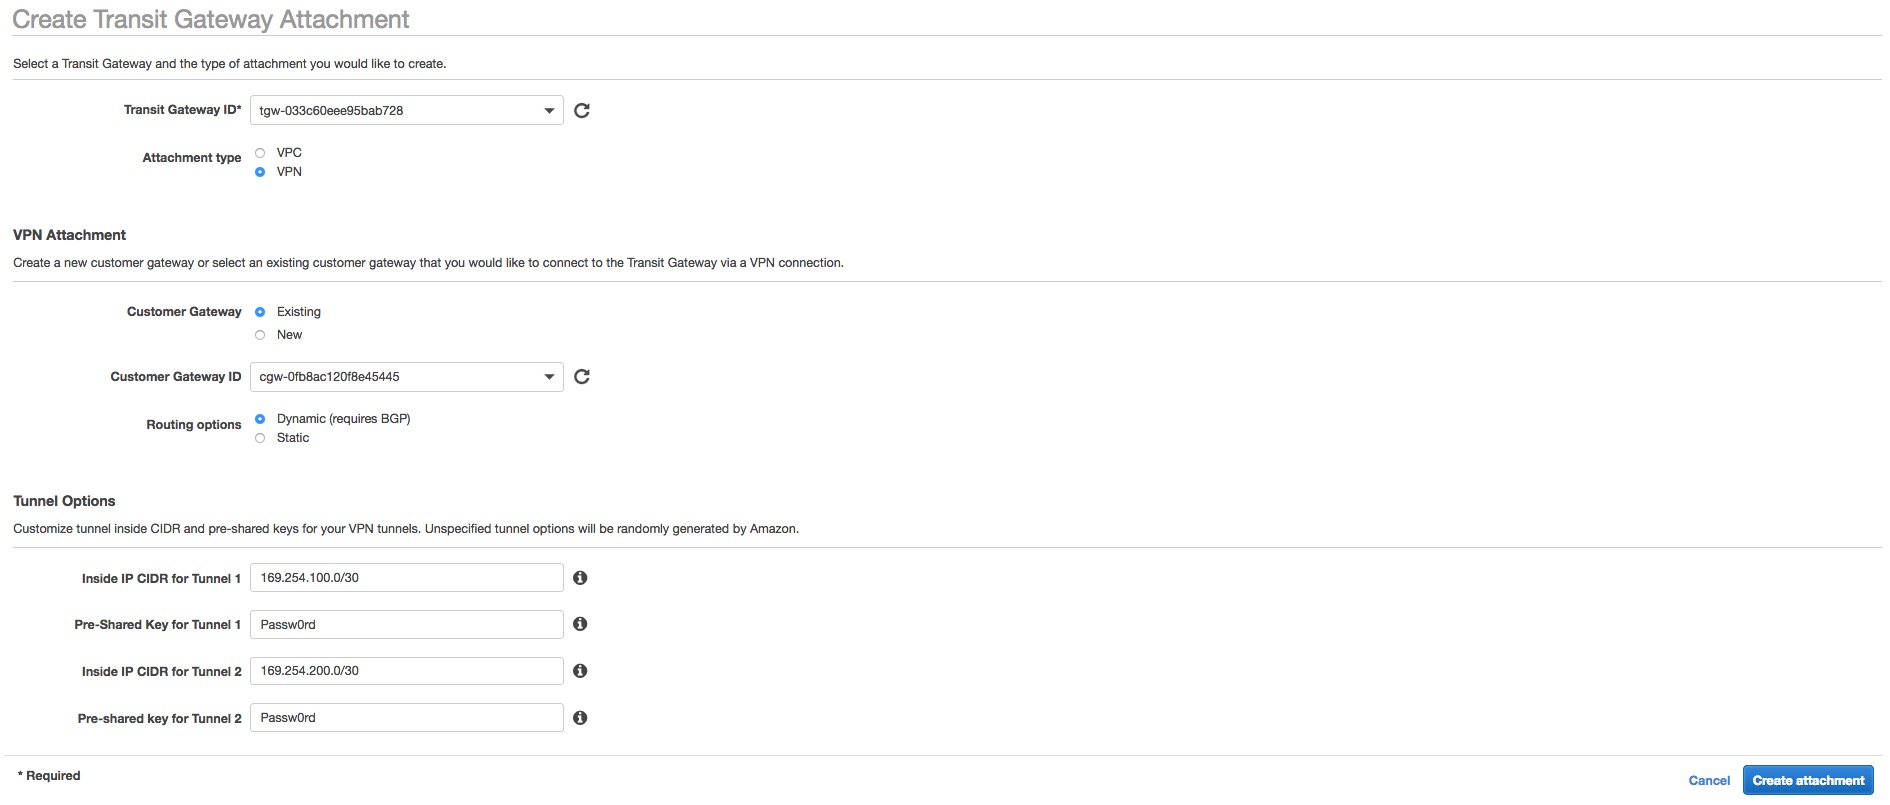 Create Transit Gateway Attachment
Select a Transit Gateway and the type of attachment you would like to create.
Transit Gateway ID* tgw-033c60eee95bab728
Attachment type VPC
VPN
VPN Attachment
Create a new customer gateway or select an existing customer gateway that you would like to connect to the Transit Gateway via a VPN connection.
Customer Gateway Existing
New
Customer Gateway ID cgw-0fb8ac120f8e45445
Routing options Dynamic (requires BGP)
Static
Tunnel Options
Customize tunnel inside CIDR and pre-shared keys for your VPN tunnels. Unspecified tunnel options will be randomly generated by Amazon.
Inside IP CIDR for Tunnel 1 169.254.100.0/30
Pre-Shared Key for Tunnel 1 Passw0rd
Inside IP CIDR for Tunnel 2 169.254.200.0/30
Pre-shared key for Tunnel 2 Passw0rd
* Required
Cancel Create attachment